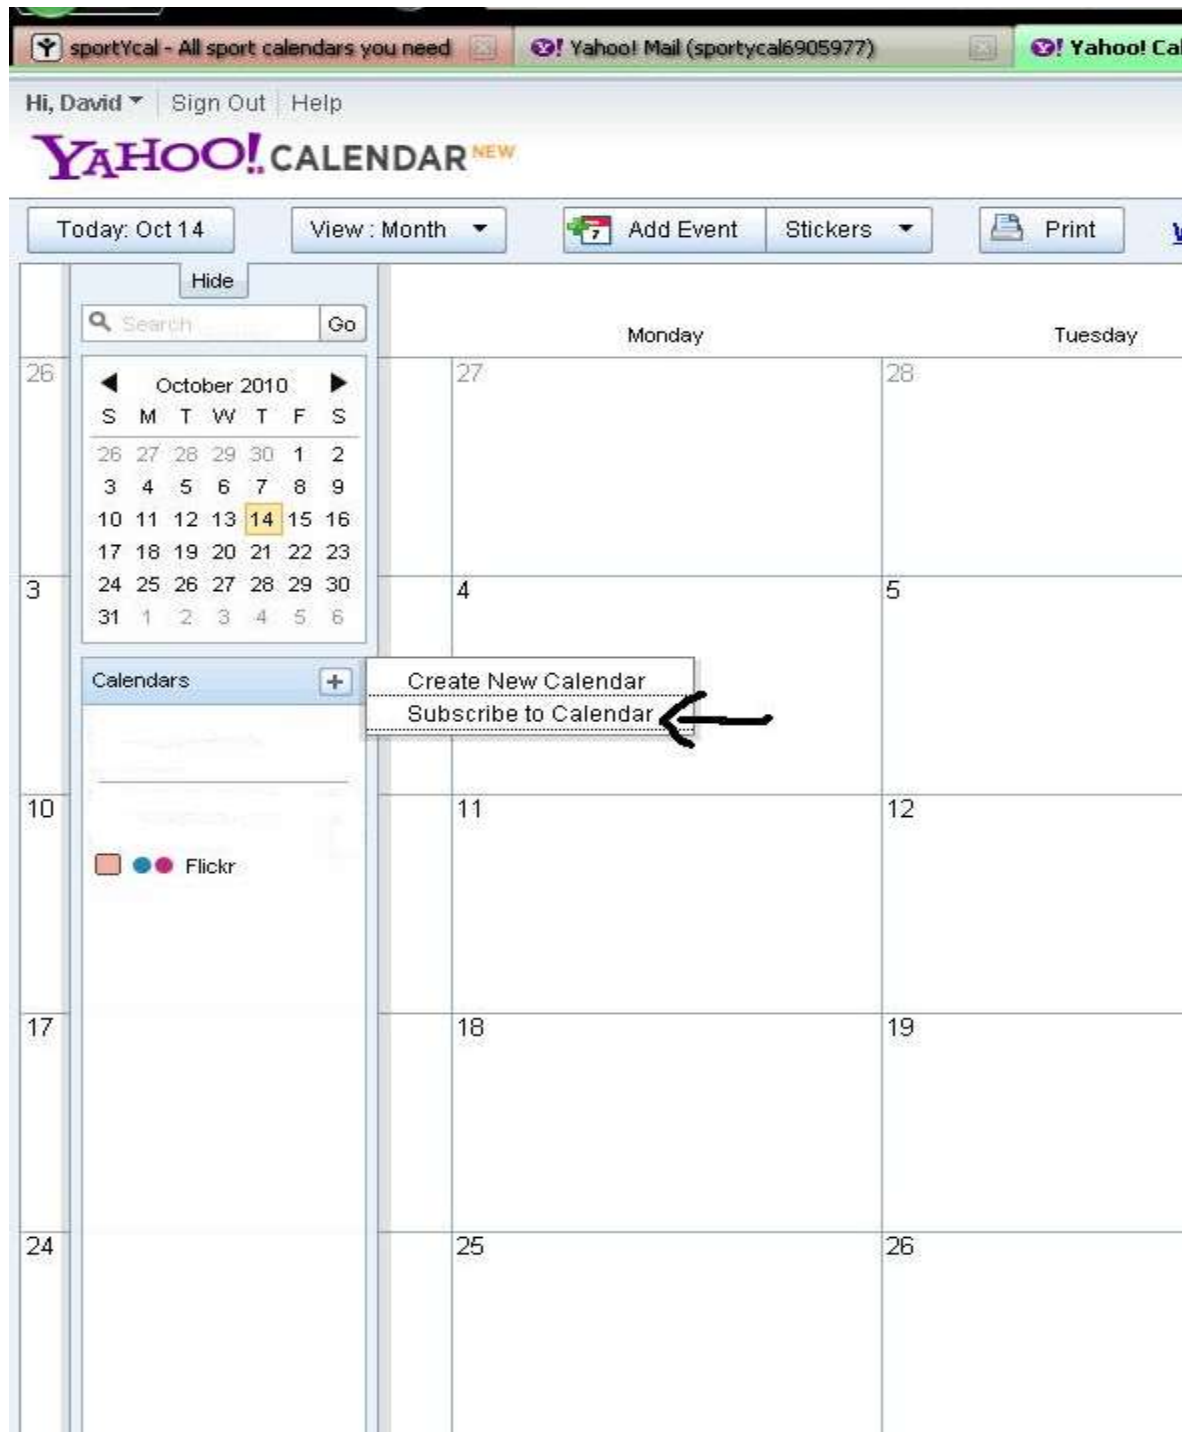 sportYcal - All sport calendars you need
Yahoo! Mail (sportycal6905977)
Yahoo! Cal
Hi, David Sign Out Help
YAHOO! CALENDAR NEW
Today: Oct 14 View : Month 7 Add Event Stickers Print
Hide
Search Go
Monday Tuesday
26 27 28
October 2010
S M T W T F S
26 27 28 29 30 1 2
3 4 5 6 7 8 9
10 11 12 13 14 15 16
17 18 19 20 21 22 23
24 25 26 27 28 29 30
31 1 2 3 4 5 6
3 4 5
Calendars +
Create New Calendar
Subscribe to Calendar
10 11 12
Flickr
17 18 19
24 25 26